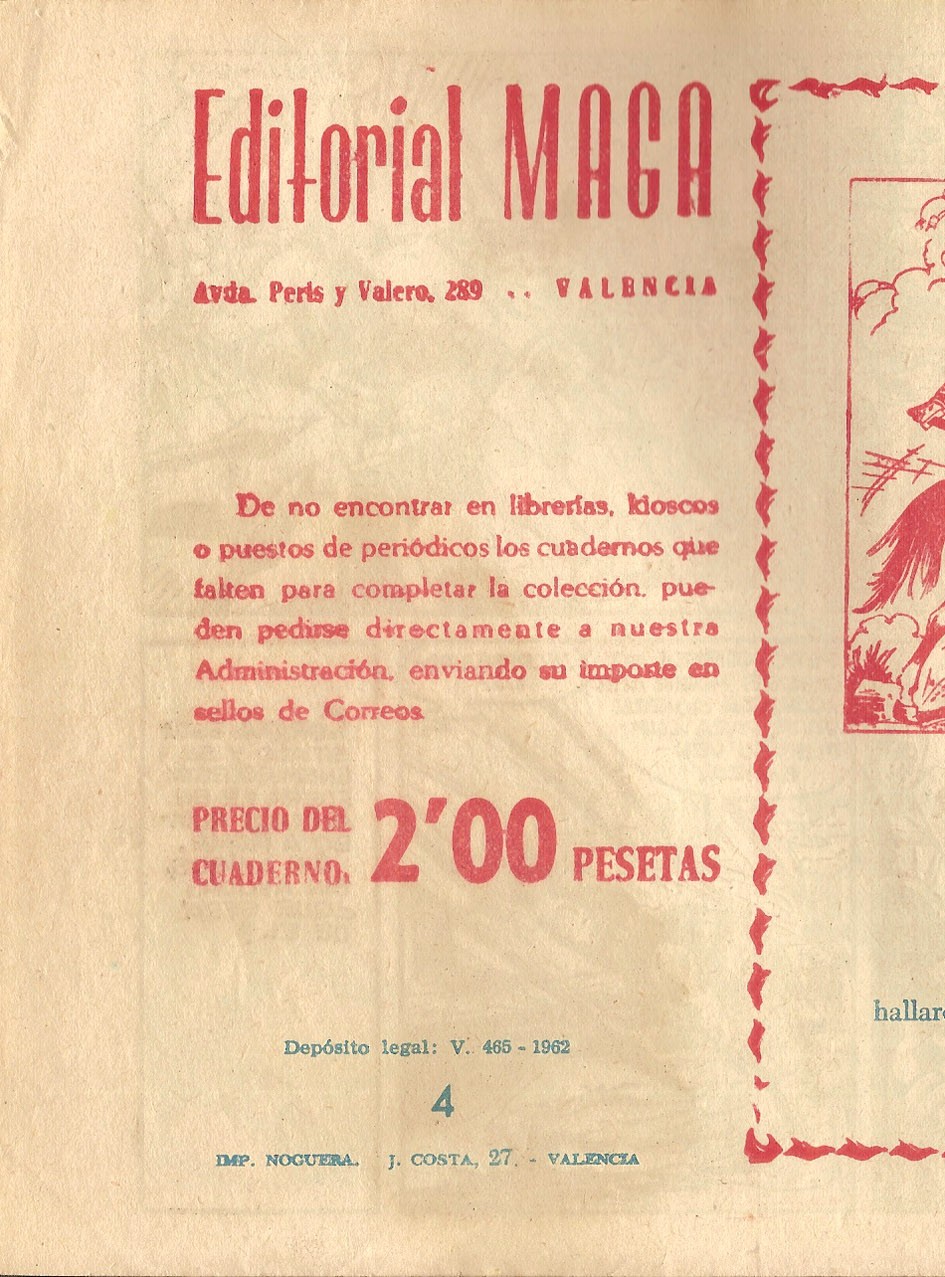 Editorial MAGA
Avda. Peris y Valero, 289 .. VALENCIA
De no encontrar en librerías, kioscos
o puestos de periódicos los cuadernos que
falten para completar la colección. pue-
den pedirse directamente a nuestra
Administración, enviando su importe en
sellos de Correos.
PRECIO DEL
CUADERNO: 2'00 PESETAS
hallar
Depósito legal: V. 465 - 1962
4
IMP. NOGUERA. J. COSTA, 27. - VALENCIA